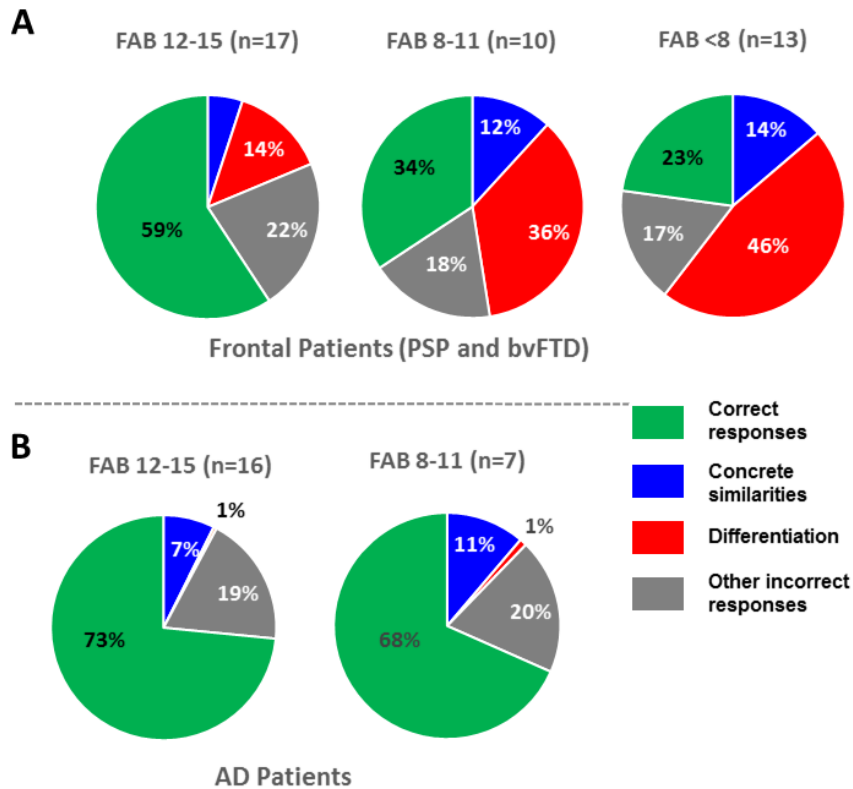 A
FAB 12-15 (n=17)
FAB 8-11 (n=10)
FAB <8 (n=13)
14%
59%
22%
12%
34%
36%
18%
14%
23%
17%
46%
Frontal Patients (PSP and bvFTD)
Correct
responses
Concrete
similarities
Differentiation
Other incorrect
responses
B
FAB 12-15 (n=16)
FAB 8-11 (n=7)
1%
7%
19%
73%
1%
11%
20%
68%
AD Patients